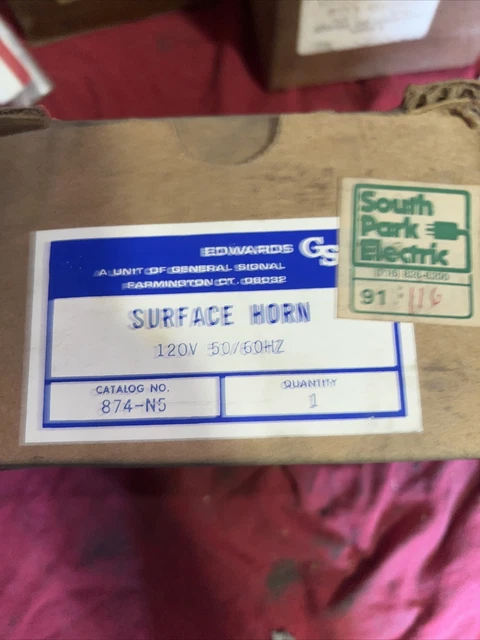 EDWARDS GS
A UNIT OF GENERAL SIGNAL
FARMINGTON CT. 06032
SURFACE HORN
120V 50/60HZ
CATALOG NO.
874-N5
QUANTITY
1
South
Park
Electric
91